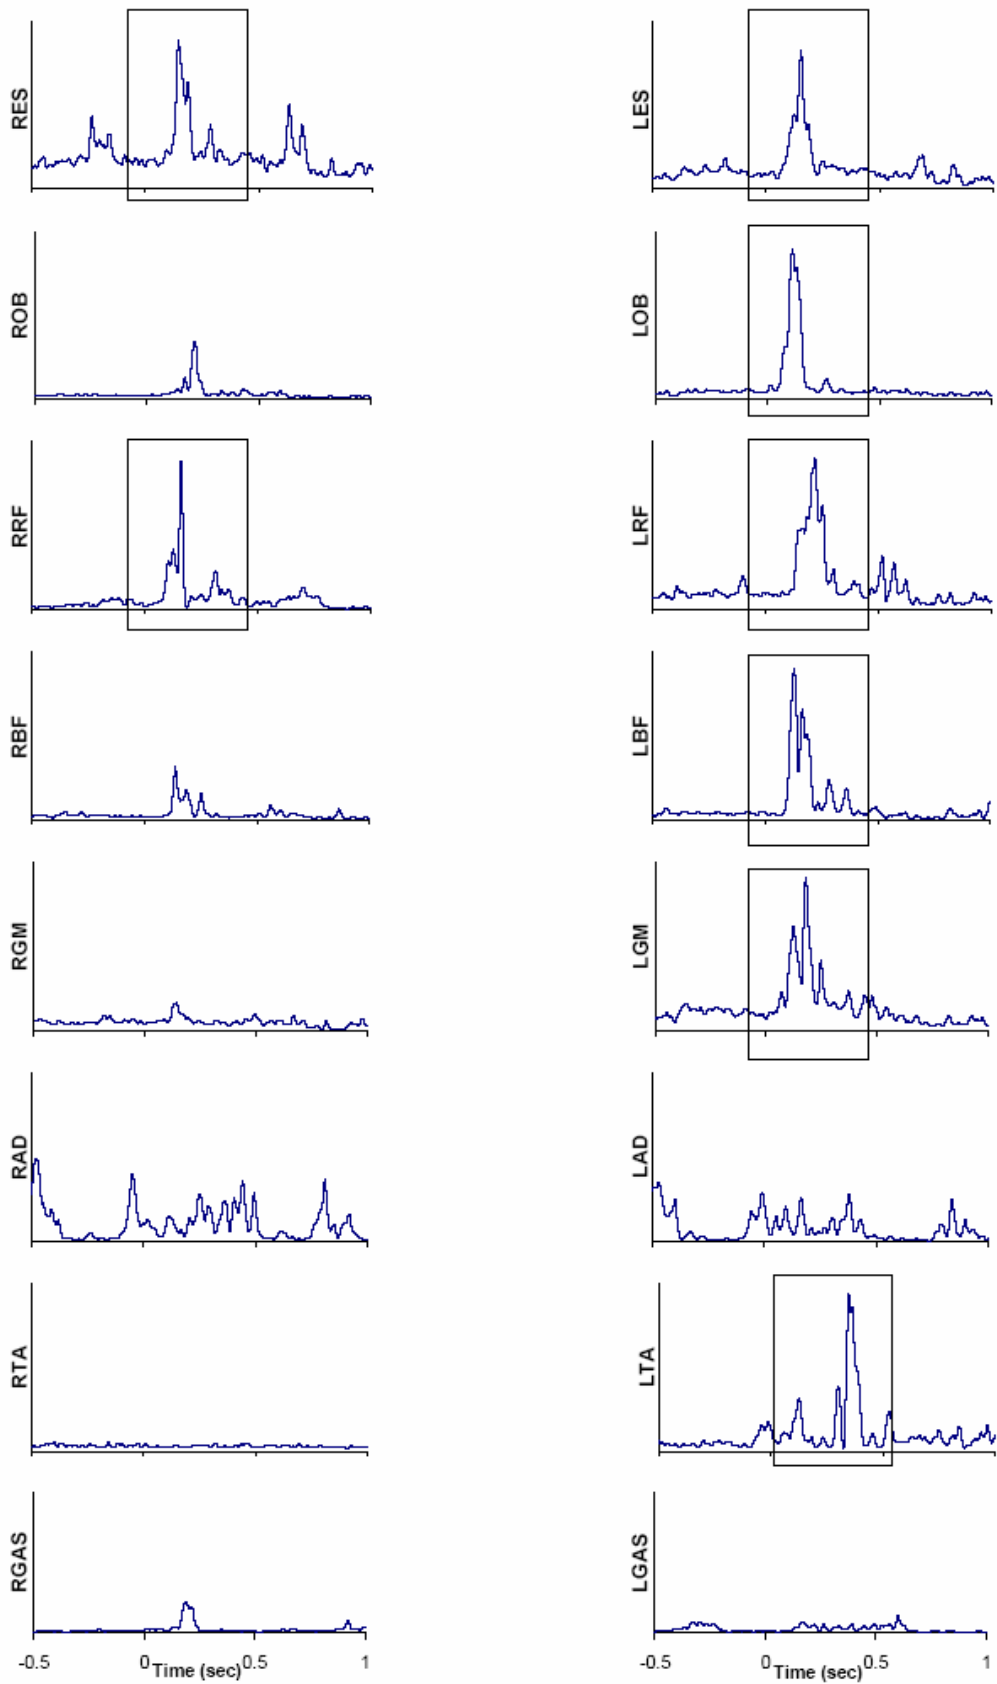 RES
LES
ROB
LOB
RRF
LRF
RBF
LBF
RGM
LGM
RAD
LAD
RTA
LTA
RGAS
LGAS
-0.5 0 Time (sec) 0.5 1
-0.5 0 Time (sec) 0.5 1